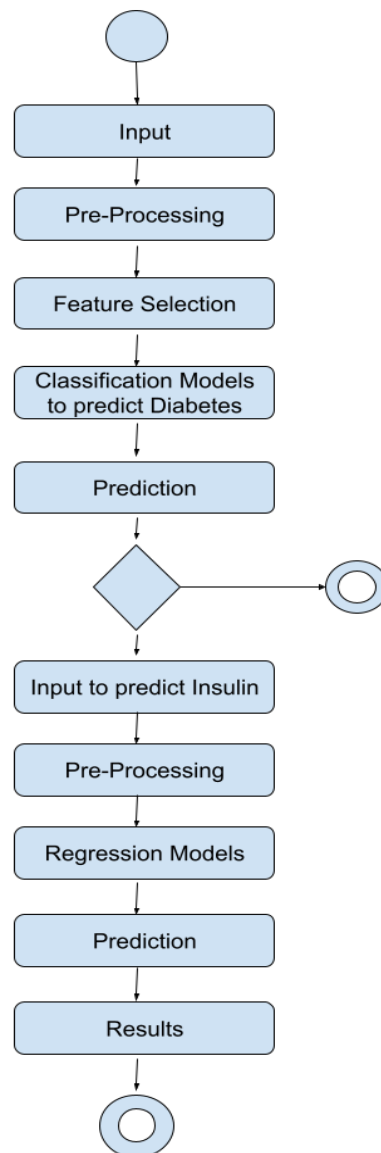 Input
Pre-Processing
Feature Selection
Classification Models
to predict Diabetes
Prediction
Input to predict Insulin
Pre-Processing
Regression Models
Prediction
Results